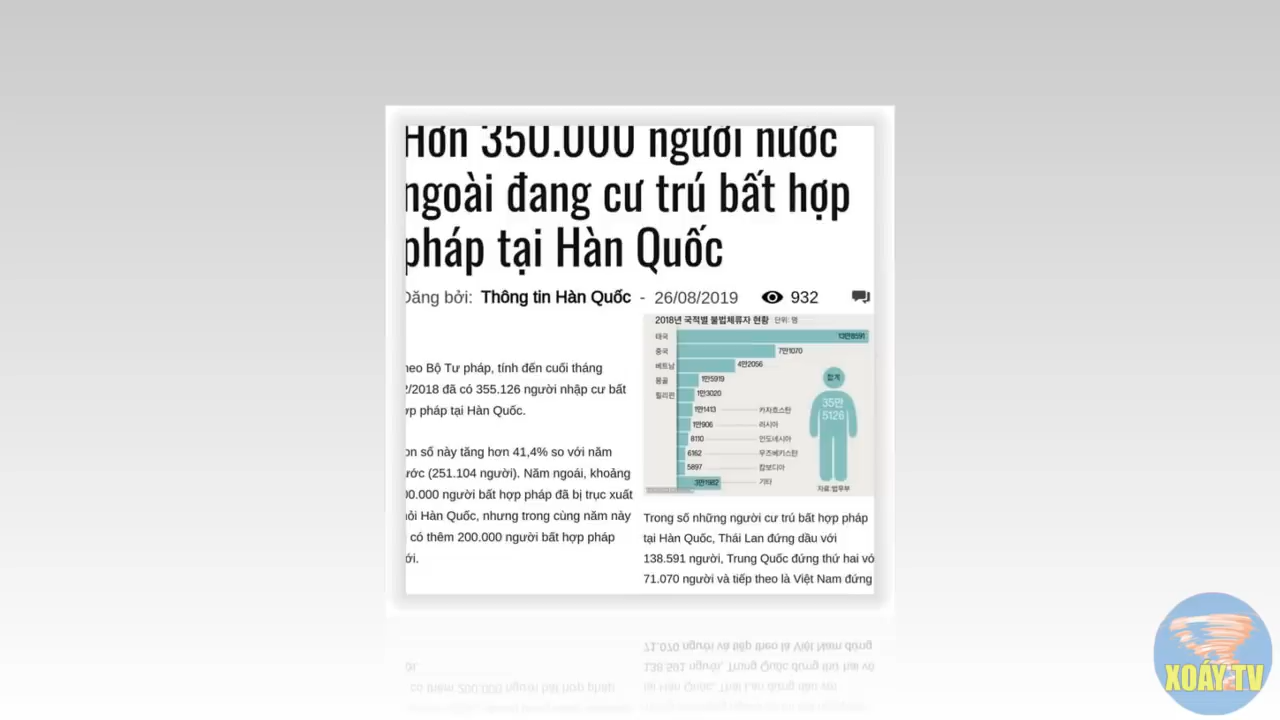 Hơn 350.000 người nước
ngoài đang cư trú bất hợp
pháp tại Hàn Quốc
Đăng bởi: Thông tin Hàn Quốc - 26/08/2019 932
heo Bộ Tư pháp, tính đến cuối tháng
2/2018 đã có 355.126 người nhập cư bất
ợp pháp tại Hàn Quốc.
on số này tăng hơn 41,4% so với năm
ước (251.104 người). Năm ngoái, khoảng
00.000 người bất hợp pháp đã bị trục xuất
hỏi Hàn Quốc, nhưng trong cùng năm này
có thêm 200.000 người bất hợp pháp
ới.
2018년 국적별 불법체류자 현황 단위: 명
태국 13만8591
중국 7만1070
베트남 4만2056
몽골 1만5919
필리핀 1만3020
1만1413 카자흐스탄
1만906 러시아
8110 인도네시아
6162 우즈베키스탄
5897 캄보디아
3만1982 기타
합계
35만
5126
자료:법무부
Trong số những người cư trú bất hợp pháp
tại Hàn Quốc, Thái Lan đứng dầu với
138.591 người, Trung Quốc đứng thứ hai vớ
71.070 người và tiếp theo là Việt Nam đứng
XOÁY TV